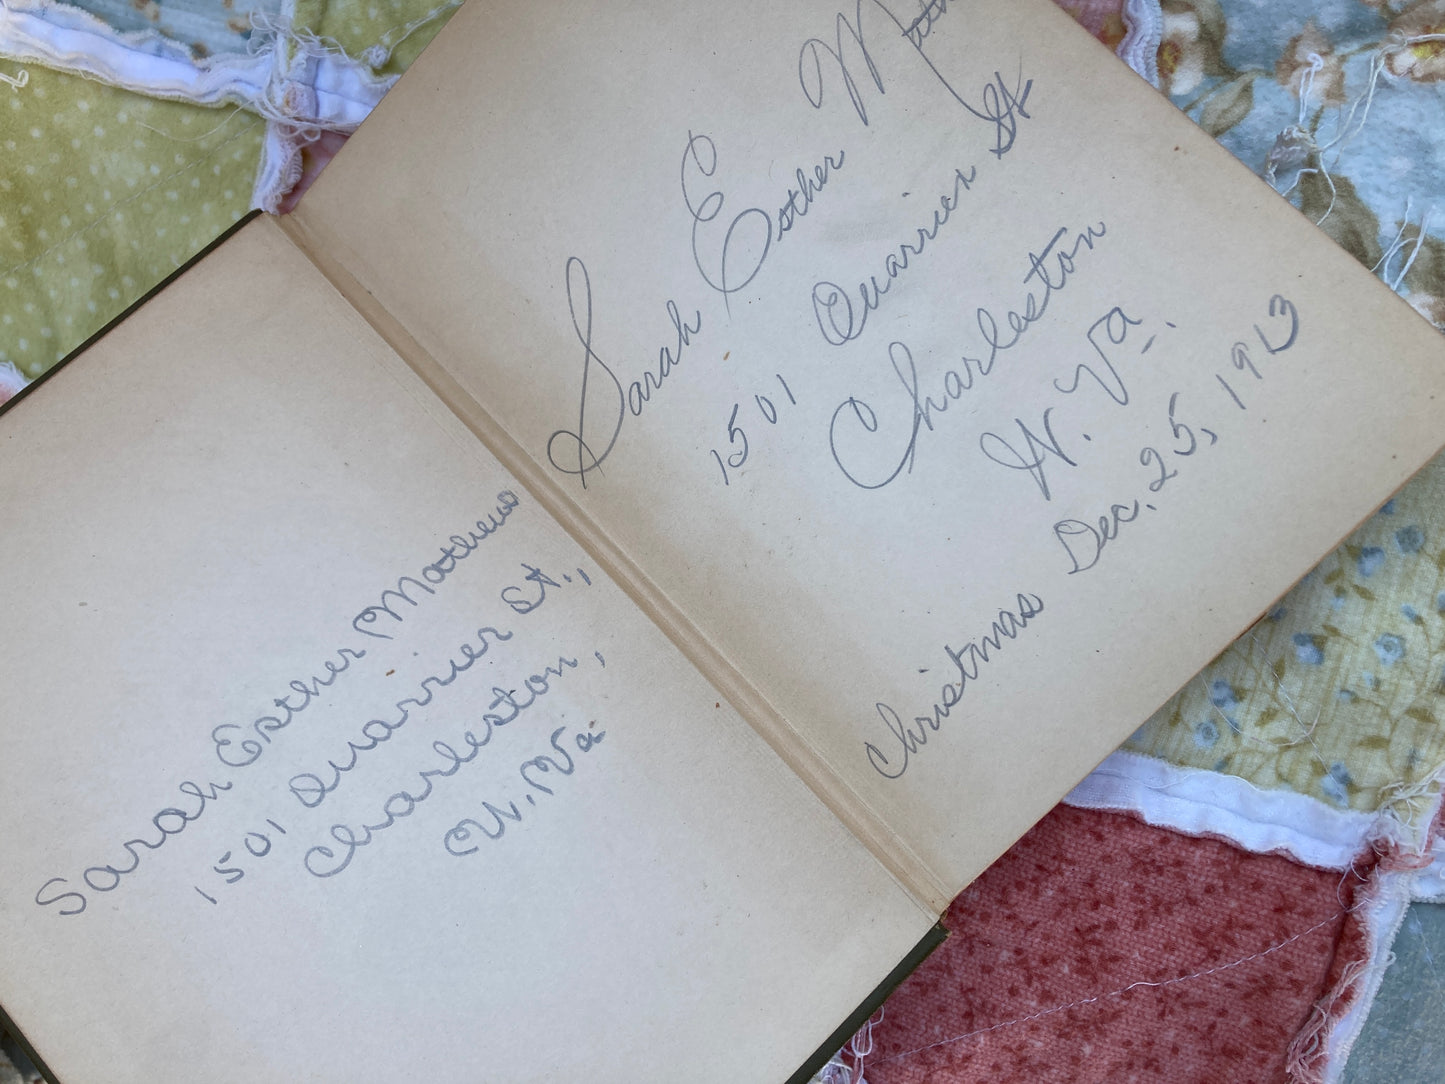 Sarah Esther Mathews
1501 Quarrier St.,
Charleston,
W. Va.
Sarah Esther Math
1501 Quarrier St.
Charleston
W. Va.
Christmas Dec. 25, 1913